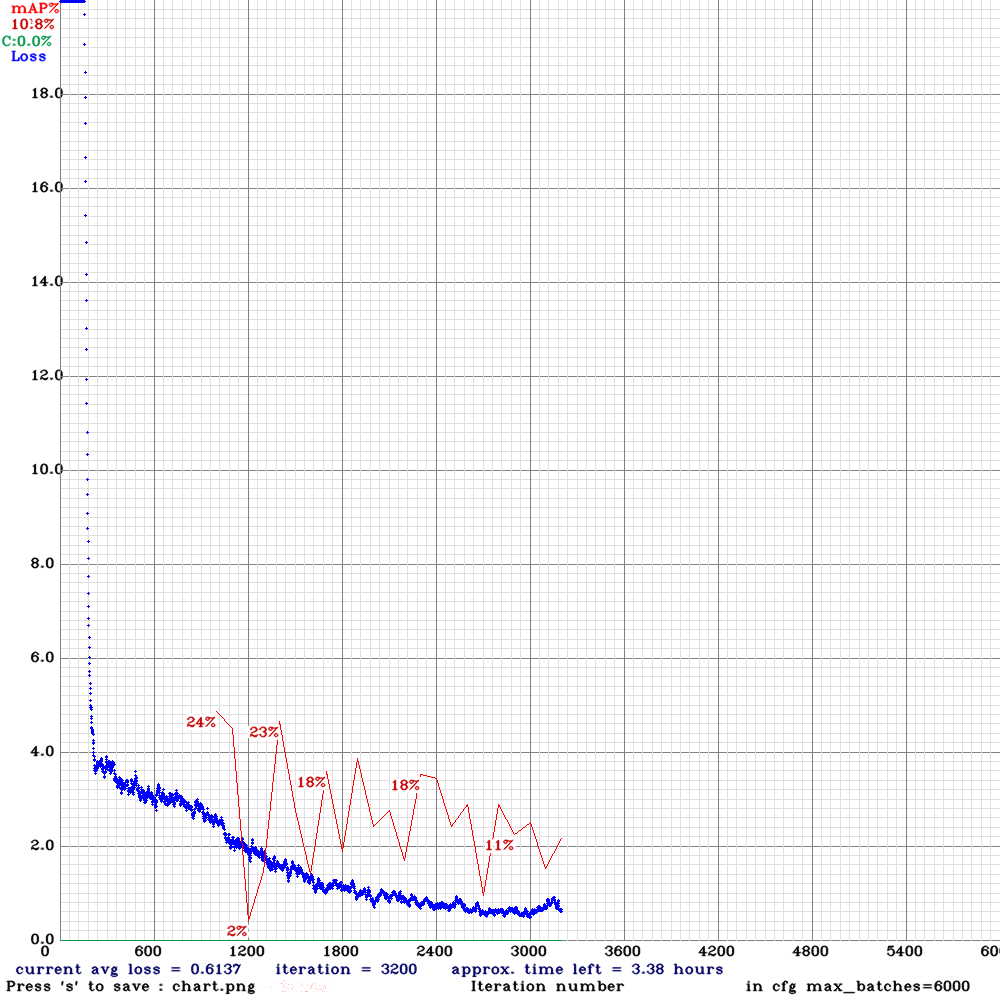 mAP%
10.8%
C:0.0%
Loss
18.0
16.0
14.0
12.0
10.0
8.0
6.0
4.0
2.0
0.0
24%
23%
18%
18%
11%
2%
0 600 1200 1800 2400 3000 3600 4200 4800 5400 60
current avg loss = 0.6137 iteration = 3200 approx. time left = 3.38 hours
Press 's' to save : chart.png Iteration number in cfg max_batches=6000